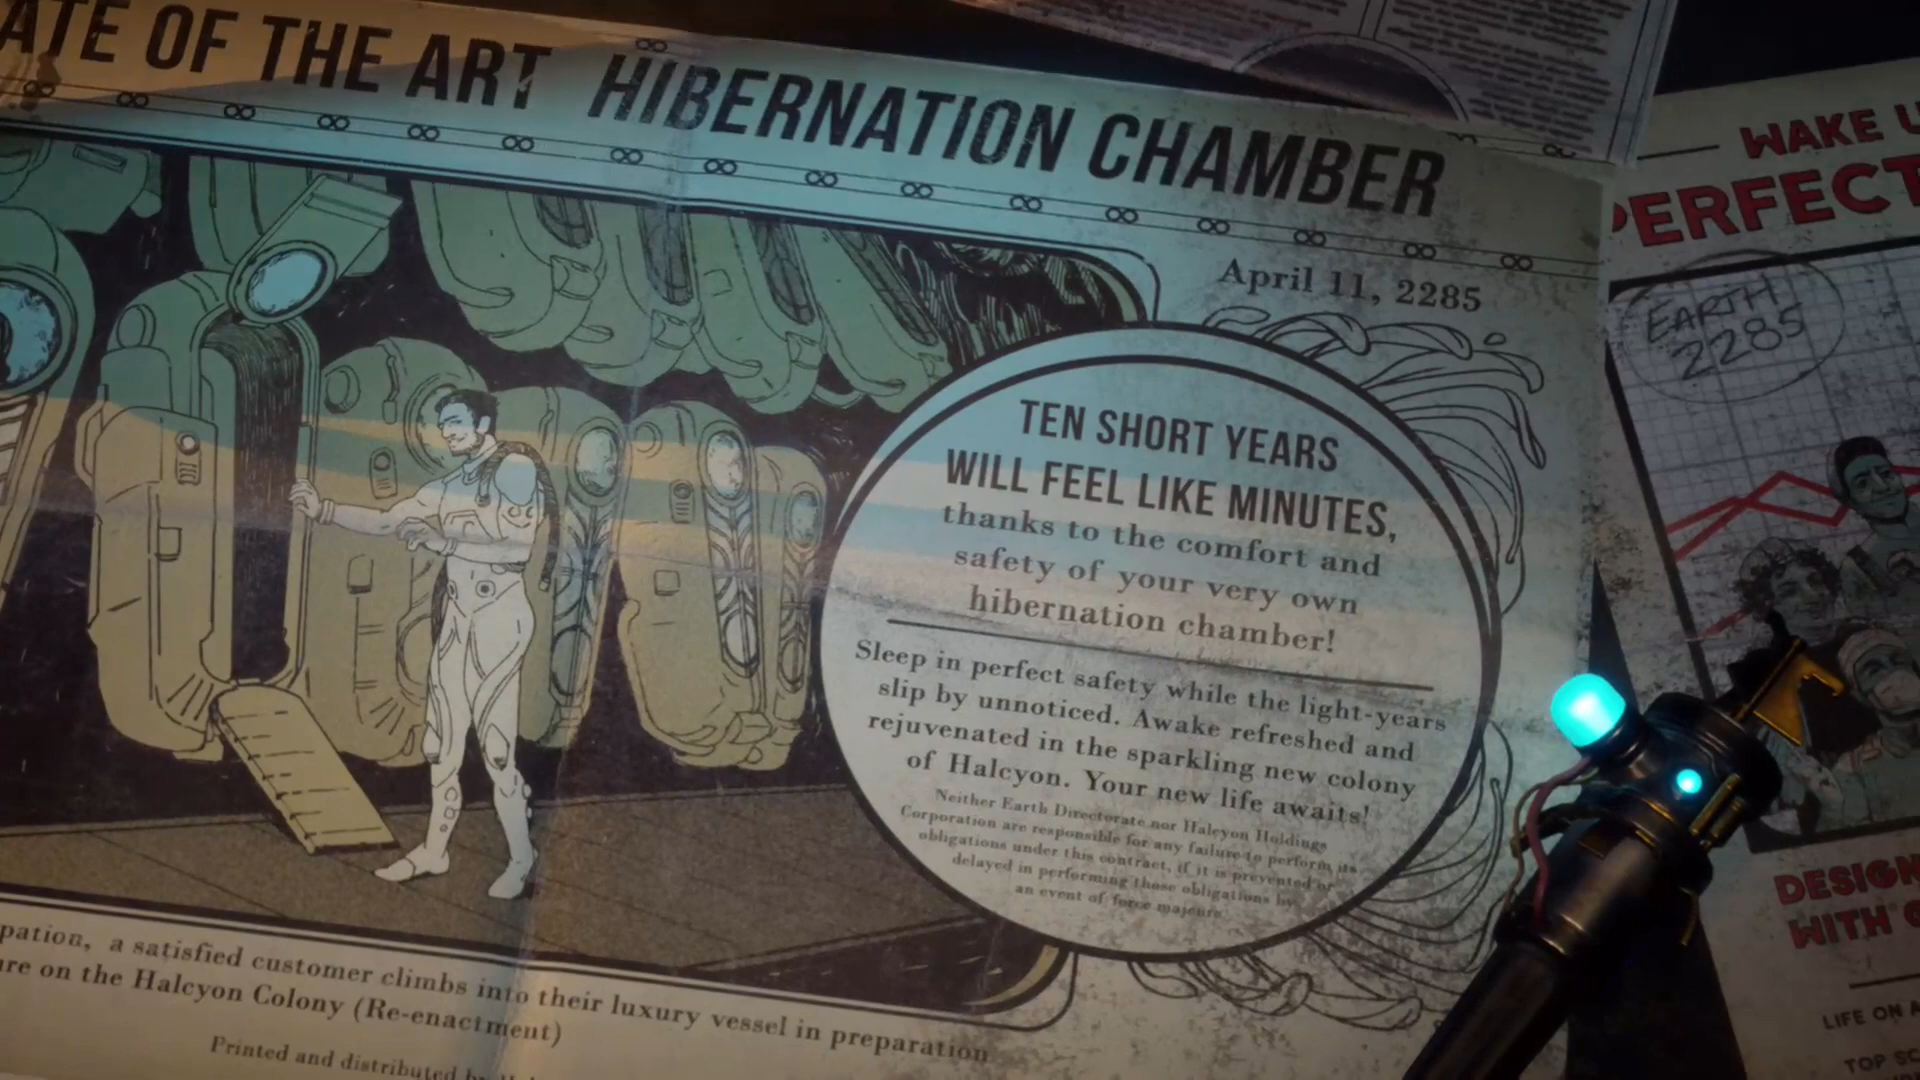 ATE OF THE ART HIBERNATION CHAMBER
April 11, 2285
TEN SHORT YEARS
WILL FEEL LIKE MINUTES,
thanks to the comfort and
safety of your very own
hibernation chamber!
Sleep in perfect safety while the light-years
slip by unnoticed. Awake refreshed and
rejuvenated in the sparkling new colony
of Halcyon. Your new life awaits!
Neither Earth Directorate nor Halcyon Holdings
Corporation are responsible for any failure to perform its
obligations under this contract, if it is prevented or
delayed in performing those obligations by
an event of force majeure
pation, a satisfied customer climbs into their luxury vessel in preparation
are on the Halcyon Colony (Re-enactment)
Printed and distributed
WAKE U
PERFECT
EARTH
2285
DESIGN
WITH
LIFE ON A
TOP SC